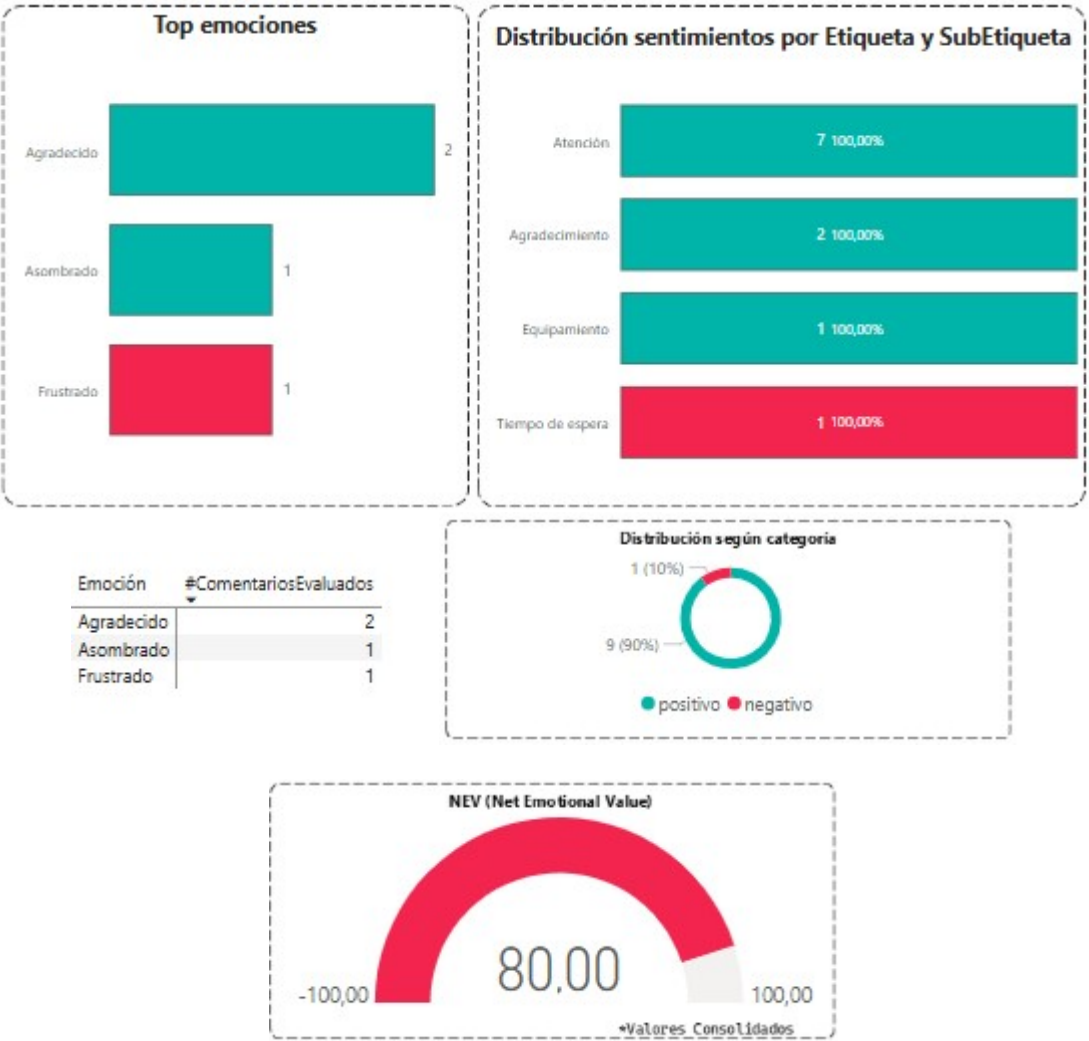 Top emociones
Agradecido
2
Asombrado
1
Frustrado
1
Distribución sentimientos por Etiqueta y SubEtiqueta
Atención
7 100,00%
Agradecimiento
2 100,00%
Equipamiento
1 100,00%
Tiempo de espera
1 100,00%
Emoción #ComentariosEvaluados
Agradecido 2
Asombrado 1
Frustrado 1
Distribución según categoría
1 (10%)
9 (90%)
positivo negativo
NEV (Net Emotional Value)
80,00
-100,00
100,00
*Valores Consolidados